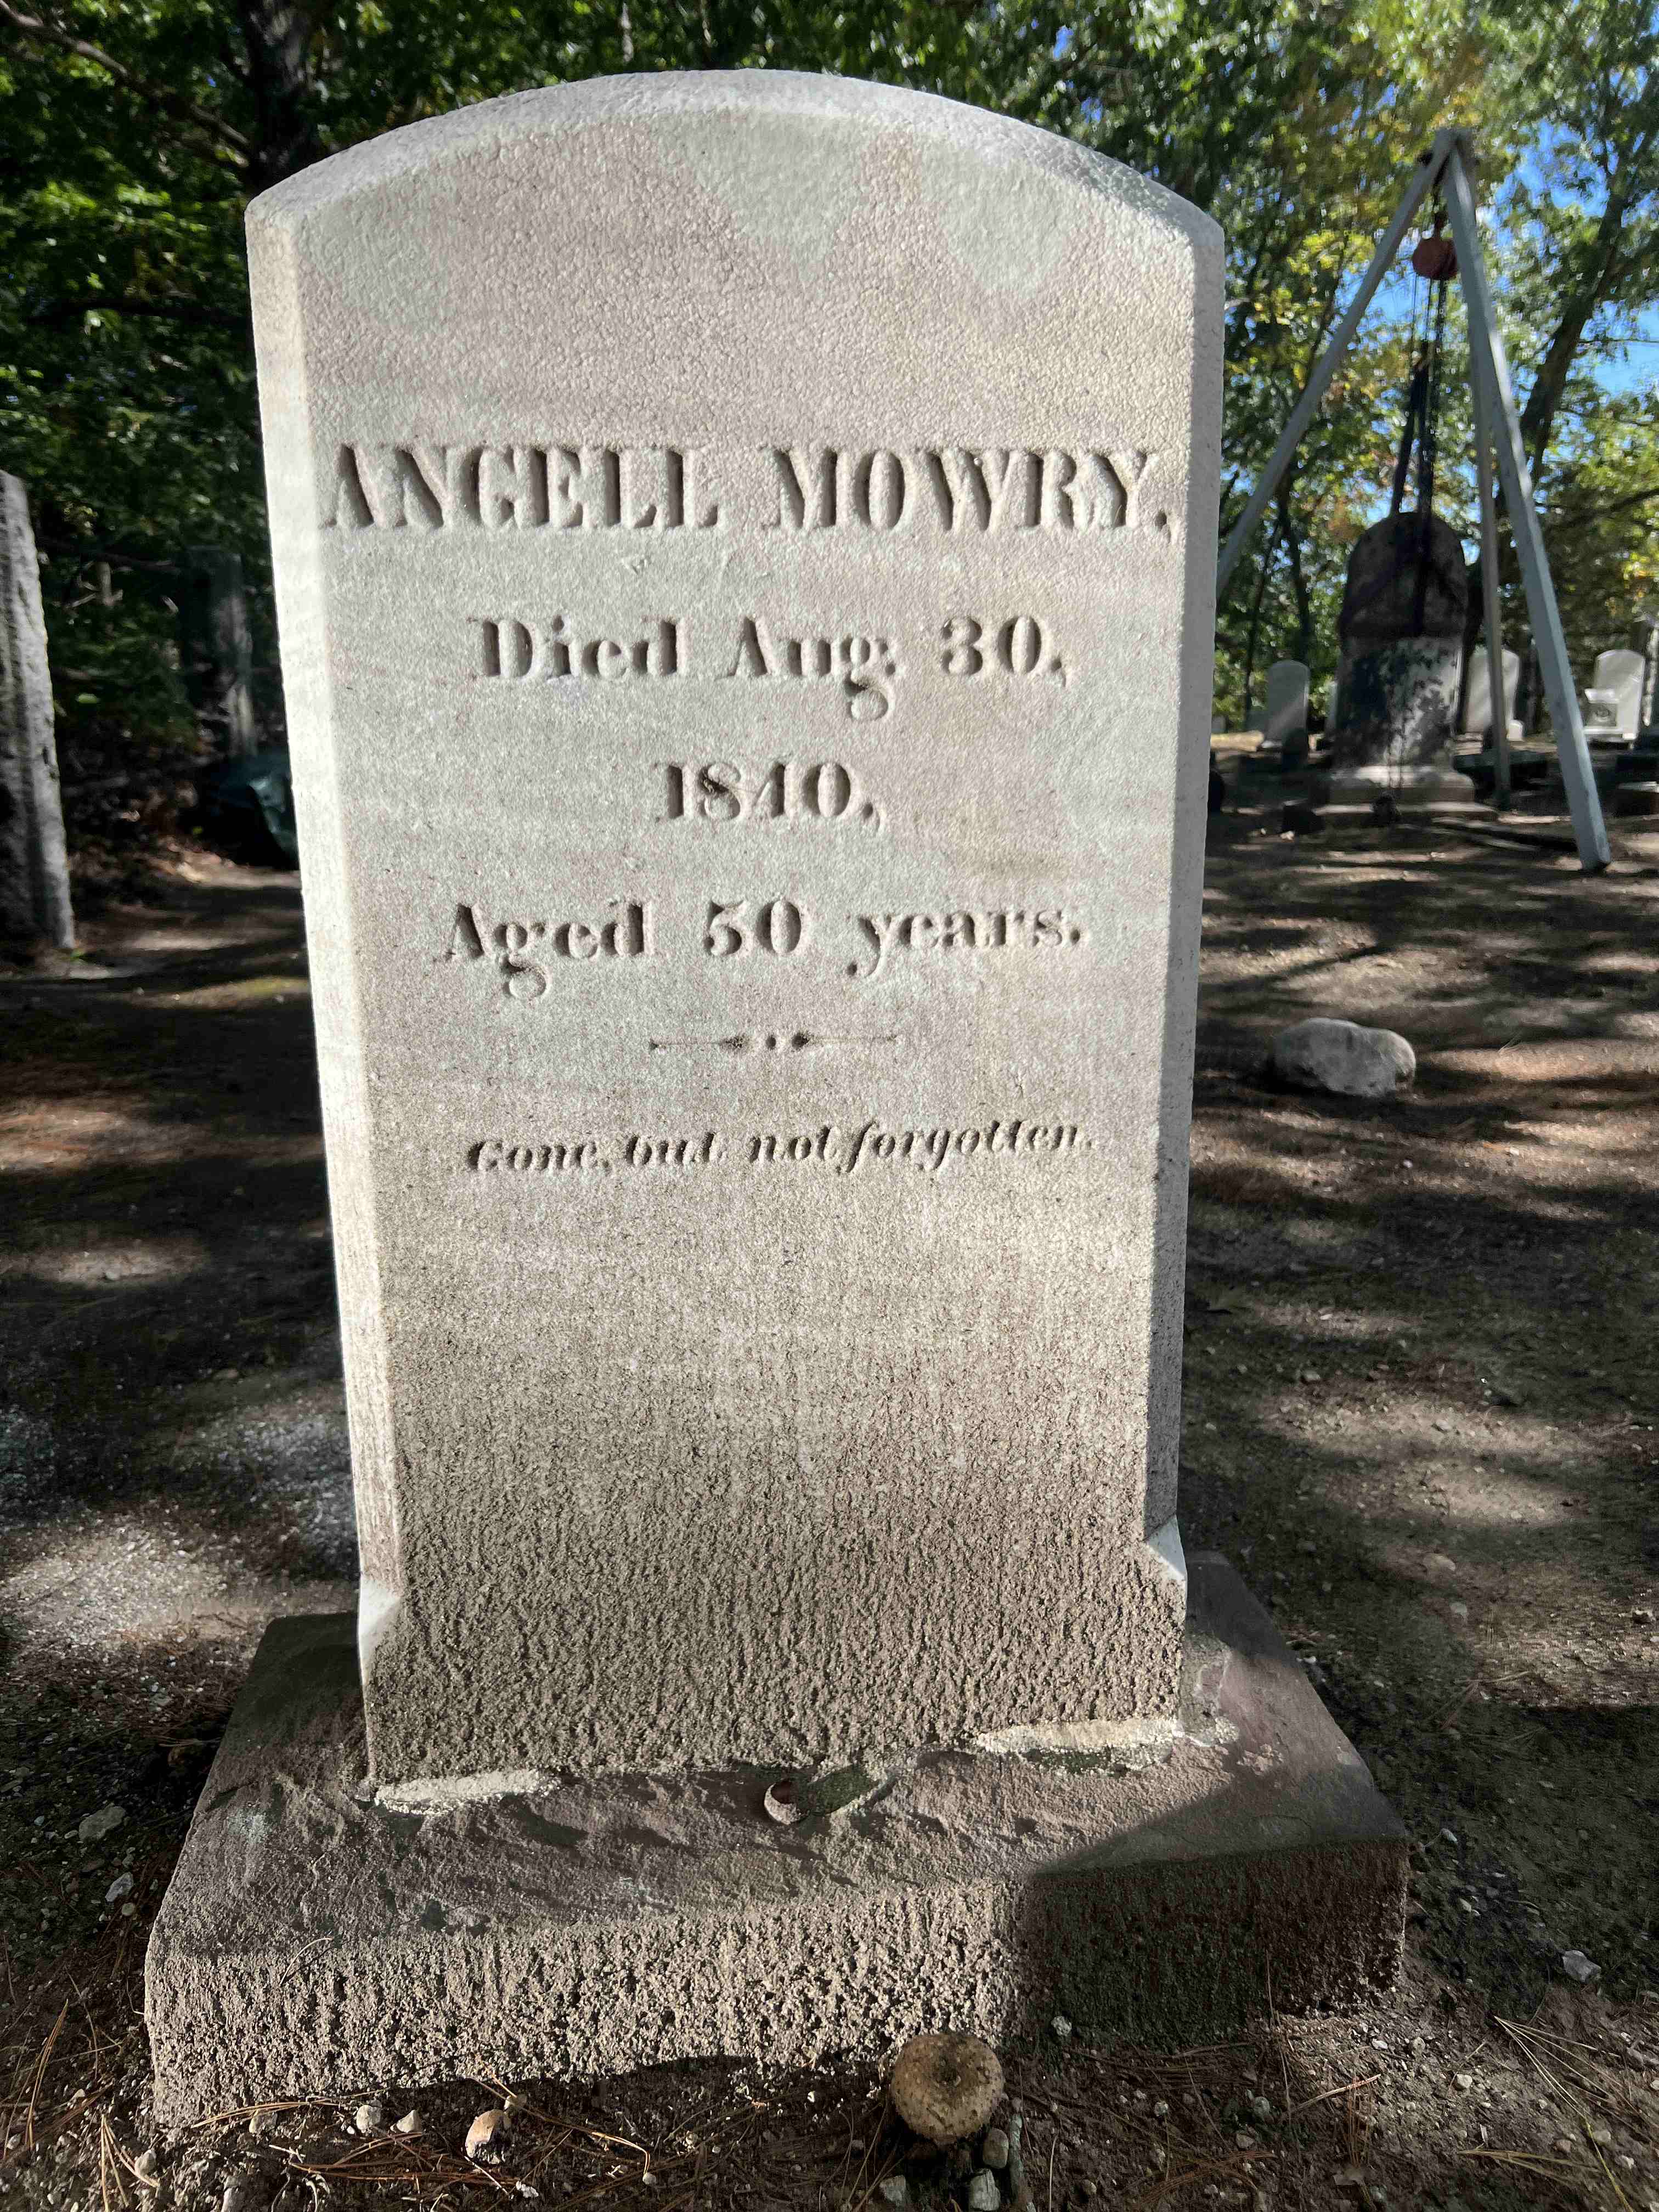 ANGELL MOWRY,
Died Aug. 30,
1840,
Aged 50 years.
Gone, but not forgotten.